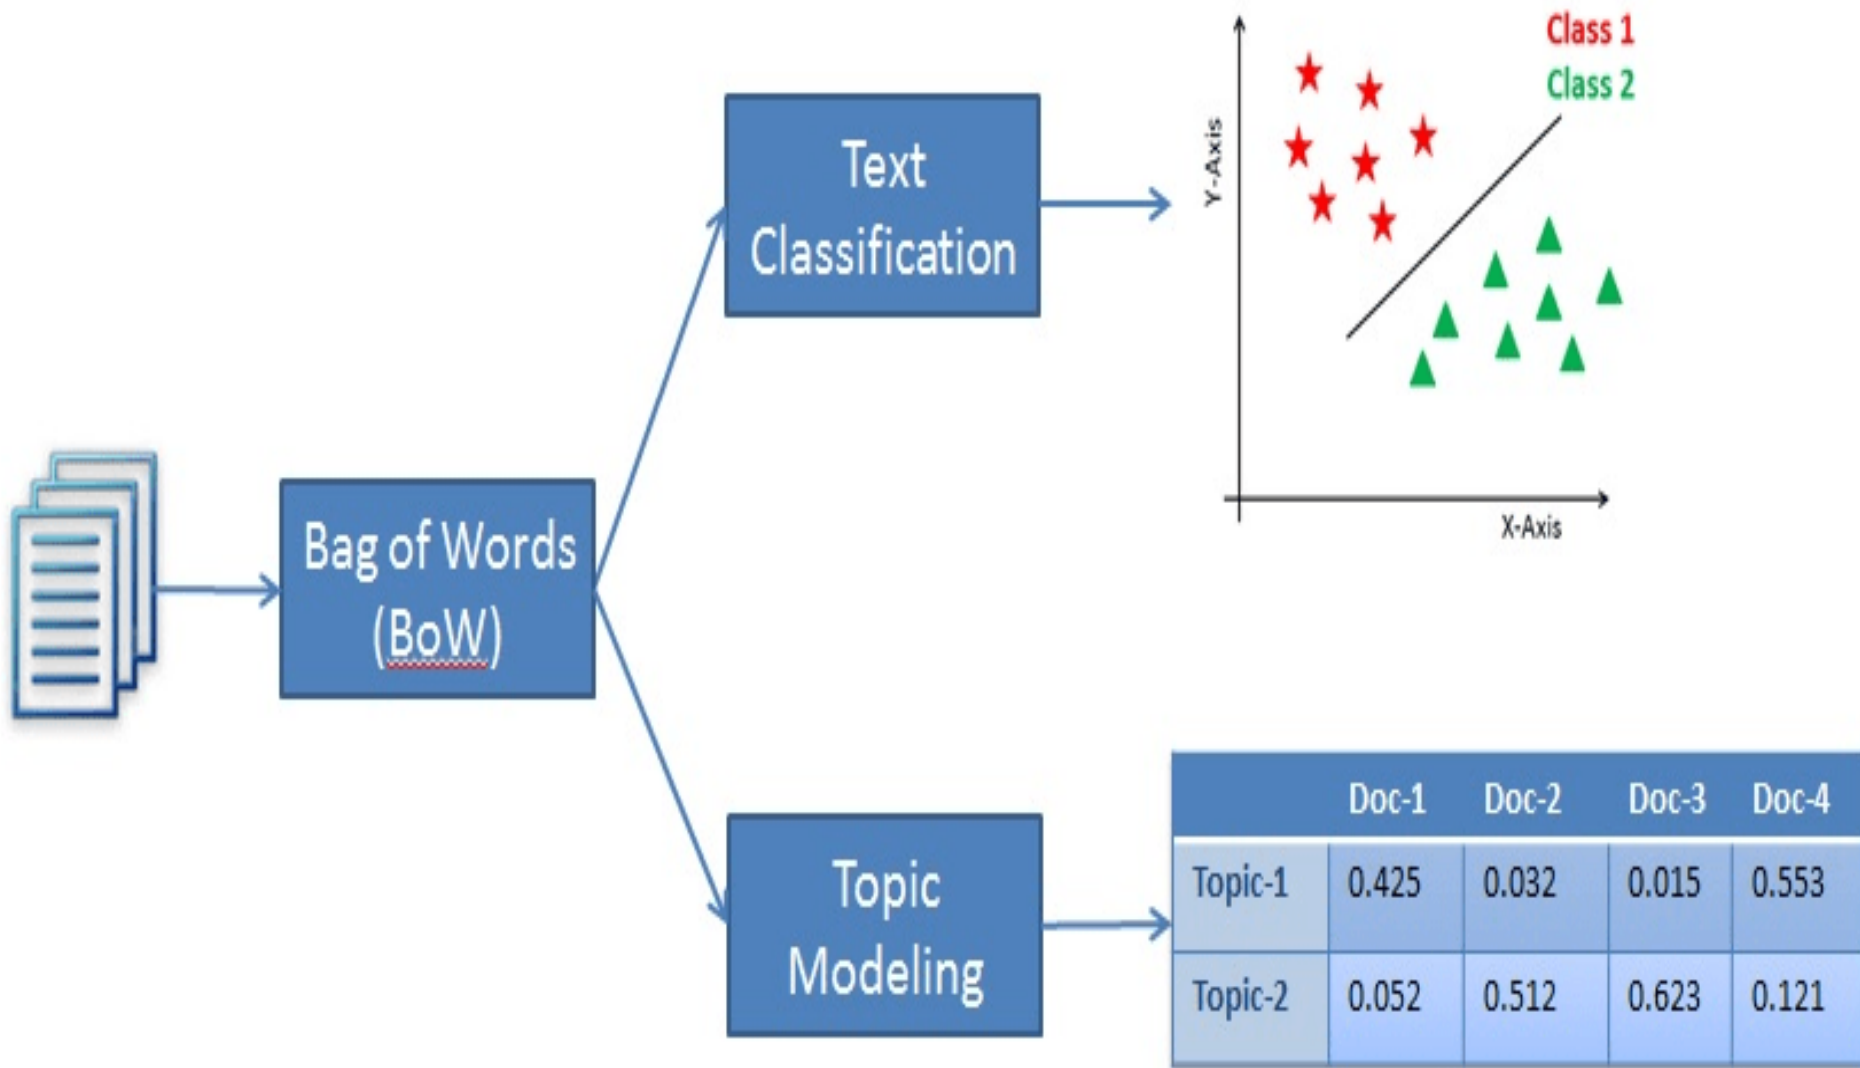 Class 1
Class 2
Y-Axis
X-Axis
Text
Classification
Bag of Words
(BoW)
Topic
Modeling
Doc-1 Doc-2 Doc-3 Doc-4
Topic-1 0.425 0.032 0.015 0.553
Topic-2 0.052 0.512 0.623 0.121